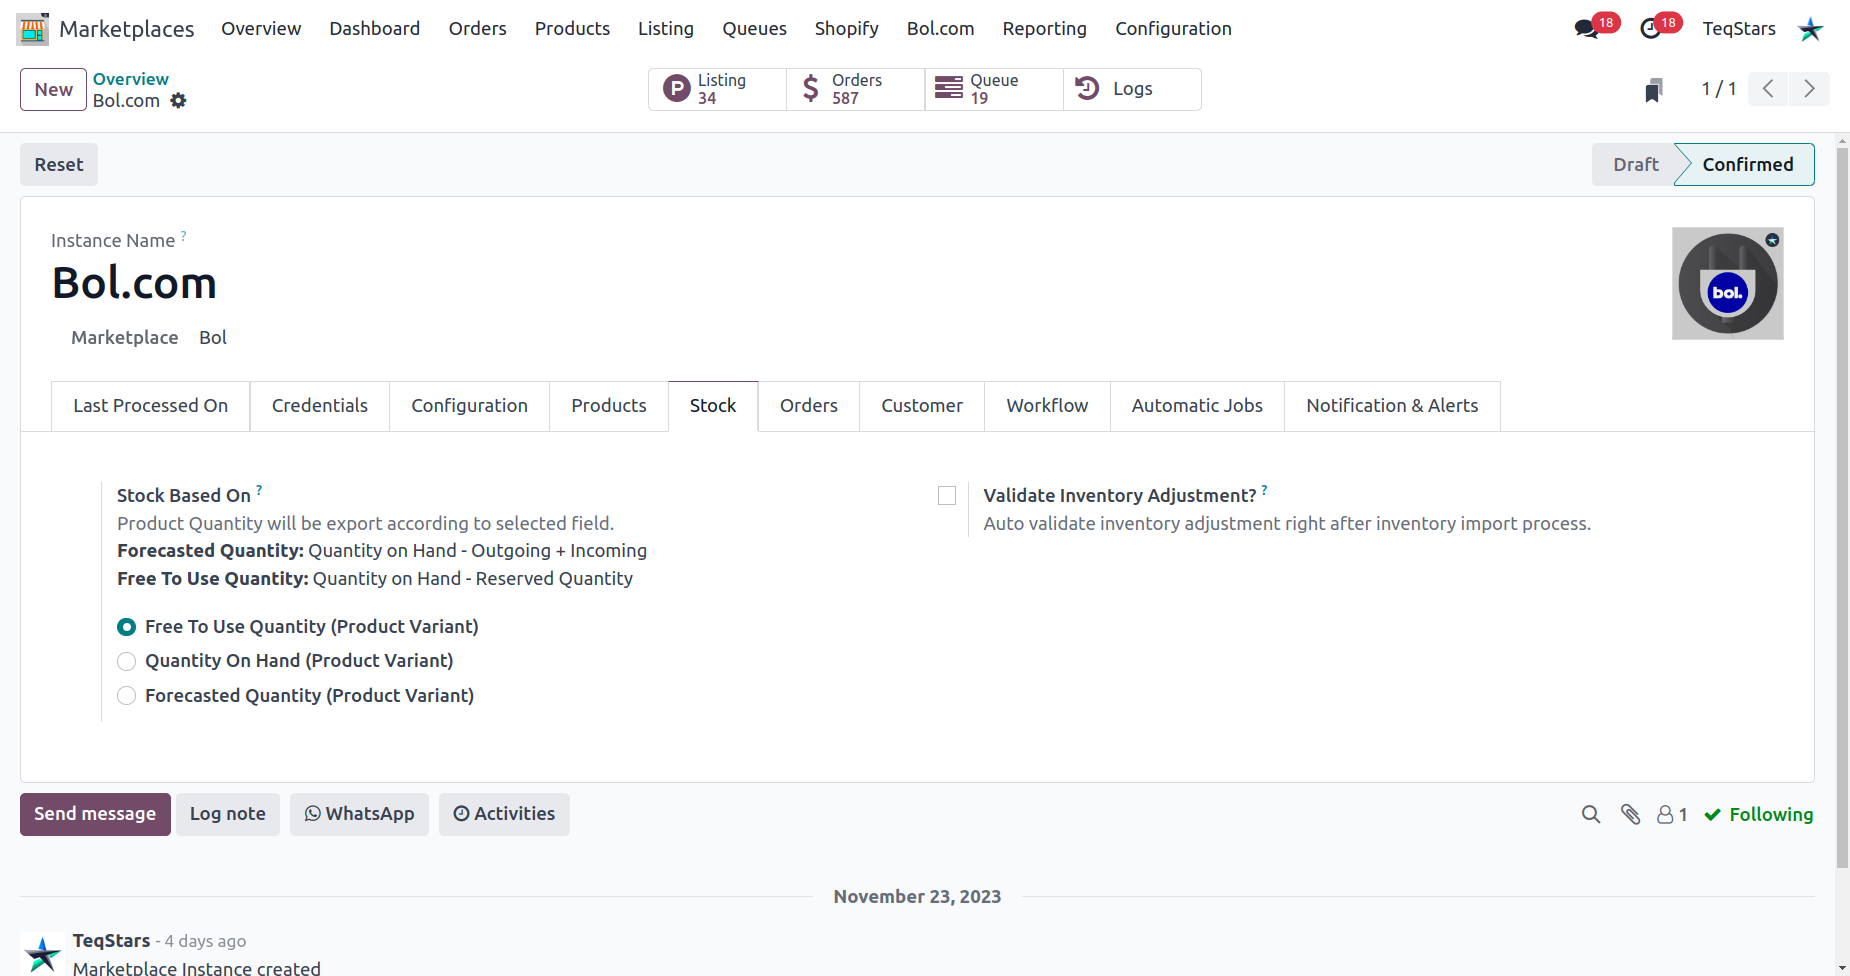 Marketplaces Overview Dashboard Orders Products Listing Queues Shopify Bol.com Reporting Configuration 18 18 TeqStars
New Overview Listing 34 Orders 587 Queue 19 Logs 1 / 1
Bol.com
Reset Draft Confirmed
Instance Name ?
Bol.com
bol.
Marketplace Bol
Last Processed On Credentials Configuration Products Stock Orders Customer Workflow Automatic Jobs Notification & Alerts
Stock Based On ? Validate Inventory Adjustment? ?
Product Quantity will be export according to selected field. Auto validate inventory adjustment right after inventory import process.
Forecasted Quantity: Quantity on Hand - Outgoing + Incoming
Free To Use Quantity: Quantity on Hand - Reserved Quantity
Free To Use Quantity (Product Variant)
Quantity On Hand (Product Variant)
Forecasted Quantity (Product Variant)
Send message Log note WhatsApp Activities 1 Following
November 23, 2023
TeqStars - 4 days ago
Marketplace Instance created